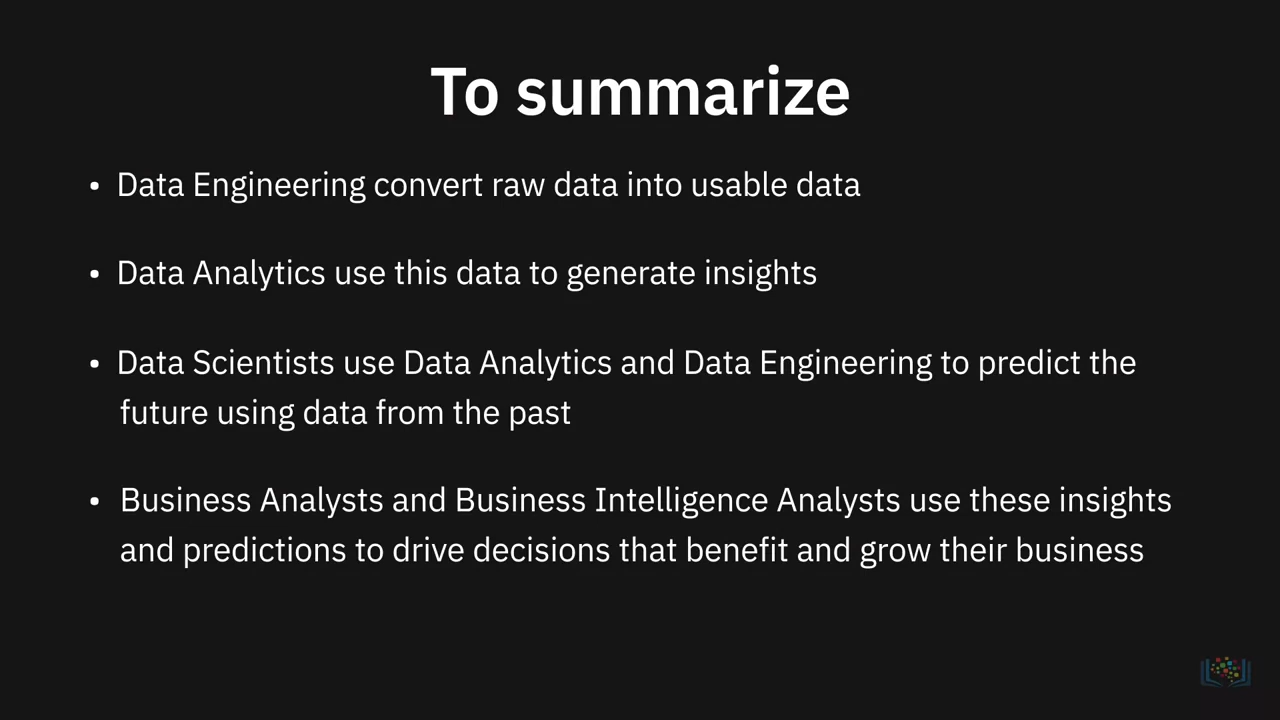 To summarize
• Data Engineering convert raw data into usable data
• Data Analytics use this data to generate insights
• Data Scientists use Data Analytics and Data Engineering to predict the
future using data from the past
• Business Analysts and Business Intelligence Analysts use these insights
and predictions to drive decisions that benefit and grow their business